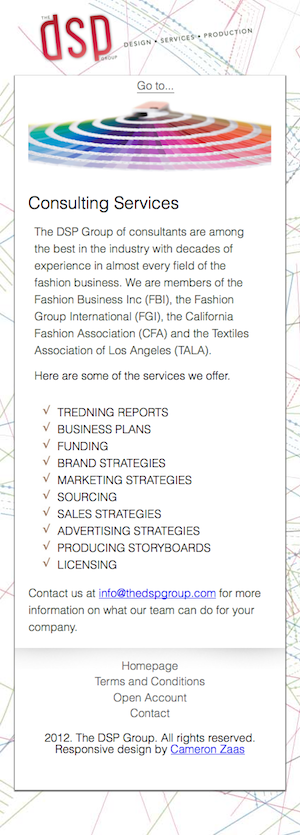 THE
dsp
GROUP
DESIGN • SERVICES • PRODUCTION
Go to...
Consulting Services
The DSP Group of consultants are among
the best in the industry with decades of
experience in almost every field of the
fashion business. We are members of the
Fashion Business Inc (FBI), the Fashion
Group International (FGI), the California
Fashion Association (CFA) and the Textiles
Association of Los Angeles (TALA).
Here are some of the services we offer.
√ TREDNING REPORTS
√ BUSINESS PLANS
√ FUNDING
√ BRAND STRATEGIES
√ MARKETING STRATEGIES
√ SOURCING
√ SALES STRATEGIES
√ ADVERTISING STRATEGIES
√ PRODUCING STORYBOARDS
√ LICENSING
Contact us at info@thedspgroup.com for more
information on what our team can do for your
company.
Homepage
Terms and Conditions
Open Account
Contact
2012. The DSP Group. All rights reserved.
Responsive design by Cameron Zaas